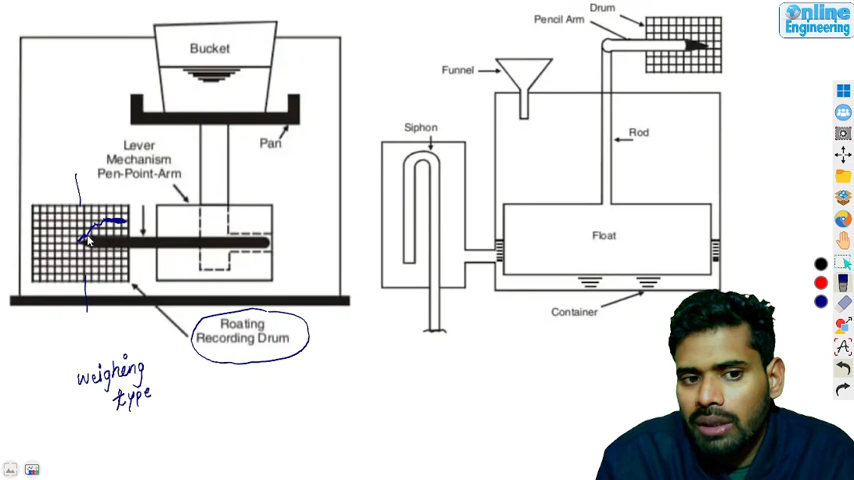 Online
Engineering
Bucket
Pan
Lever
Mechanism
Pen-Point-Arm
Roating
Recording Drum
weighing
type
Drum
Pencil Arm
Funnel
Siphon
Rod
Float
Container